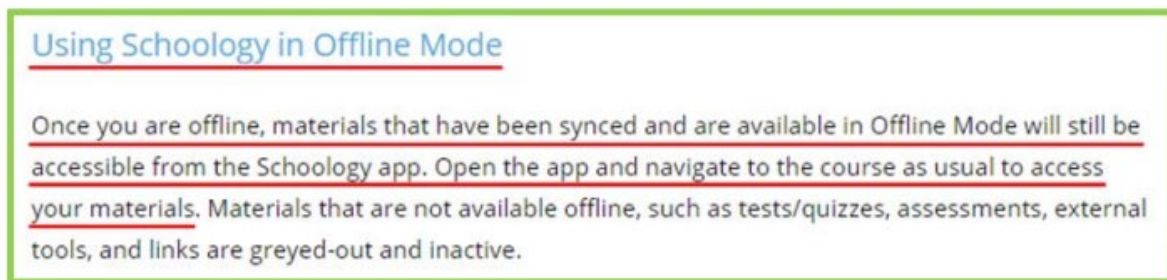 Using Schoology in Offline Mode
Once you are offline, materials that have been synced and are available in Offline Mode will still be
accessible from the Schoology app. Open the app and navigate to the course as usual to access
your materials. Materials that are not available offline, such as tests/quizzes, assessments, external
tools, and links are greyed-out and inactive.